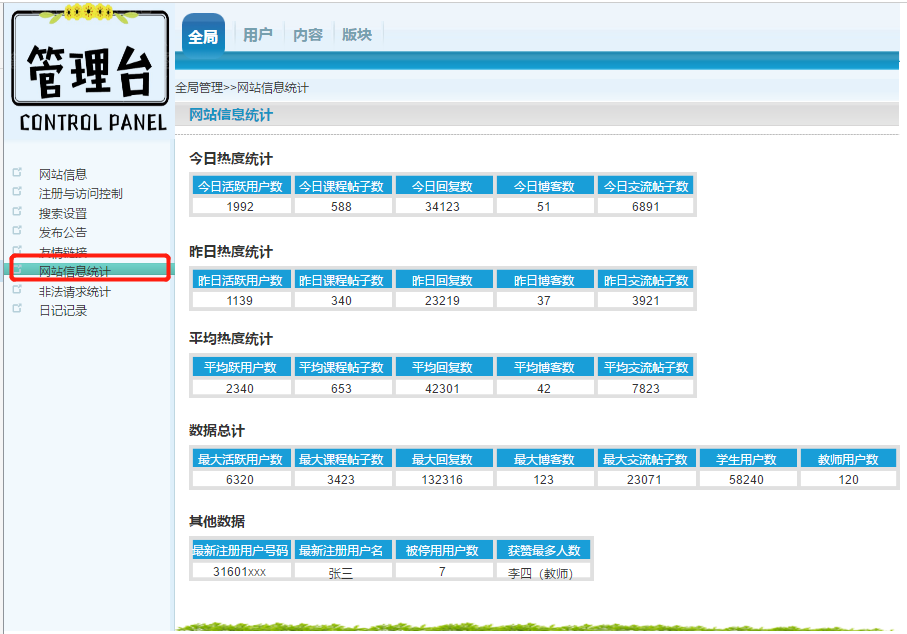 管理台
CONTROL PANEL
全局 用户 内容 版块
全局管理>>网站信息统计
网站信息统计
网站信息
注册与访问控制
搜索设置
发布公告
友情链接
网站信息统计
非法请求统计
日记记录
今日热度统计
今日活跃用户数 今日课程帖子数 今日回复数 今日博客数 今日交流帖子数
1992 588 34123 51 6891
昨日热度统计
昨日活跃用户数 昨日课程帖子数 昨日回复数 昨日博客数 昨日交流帖子数
1139 340 23219 37 3921
平均热度统计
平均跃用户数 平均课程帖子数 平均回复数 平均博客数 平均交流帖子数
2340 653 42301 42 7823
数据总计
最大活跃用户数 最大课程帖子数 最大回复数 最大博客数 最大交流帖子数 学生用户数 教师用户数
6320 3423 132316 123 23071 58240 120
其他数据
最新注册用户号码 最新注册用户名 被停用用户数 获赞最多人数
31601xxx 张三 7 李四（教师）